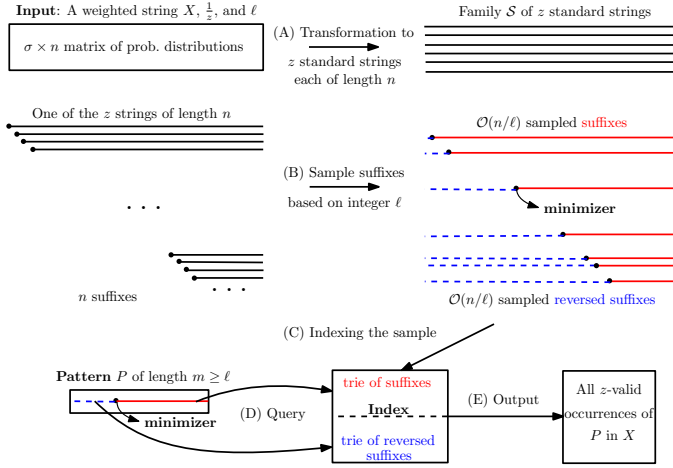 Input: A weighted string X, 1/z, and ℓ
σ × n matrix of prob. distributions
(A) Transformation to
z standard strings
each of length n
Family S of z standard strings
One of the z strings of length n
. . .
n suffixes
. . .
(B) Sample suffixes
based on integer ℓ
O(n/ℓ) sampled suffixes
minimizer
O(n/ℓ) sampled reversed suffixes
(C) Indexing the sample
Pattern P of length m ≥ ℓ
minimizer
(D) Query
trie of suffixes
Index
trie of reversed
suffixes
(E) Output
All z-valid
occurrences of
P in X